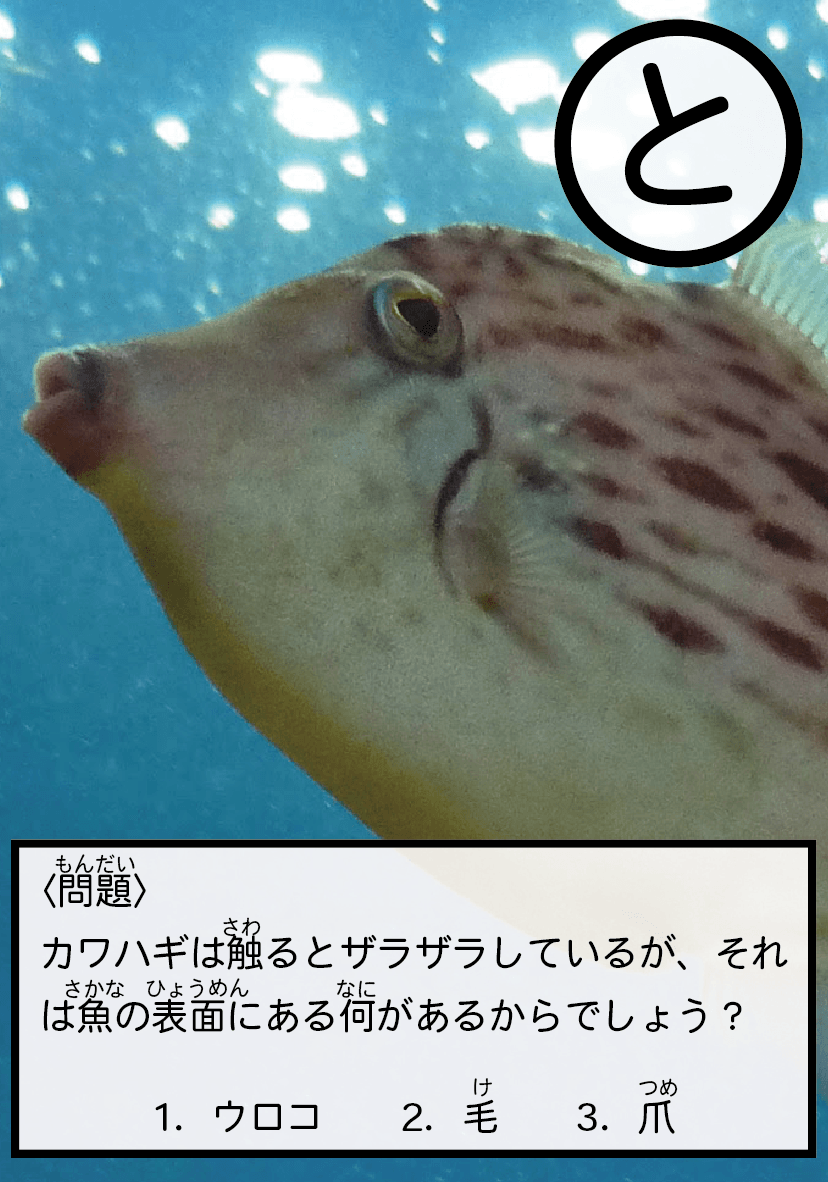 と
〈問題〉
カワハギは触るとザラザラしているが、それ
は魚の表面にある何があるからでしょう？
1. ウロコ 2. 毛 3. 爪
もんだい
さわ
さかな ひょうめん なに
け つめ